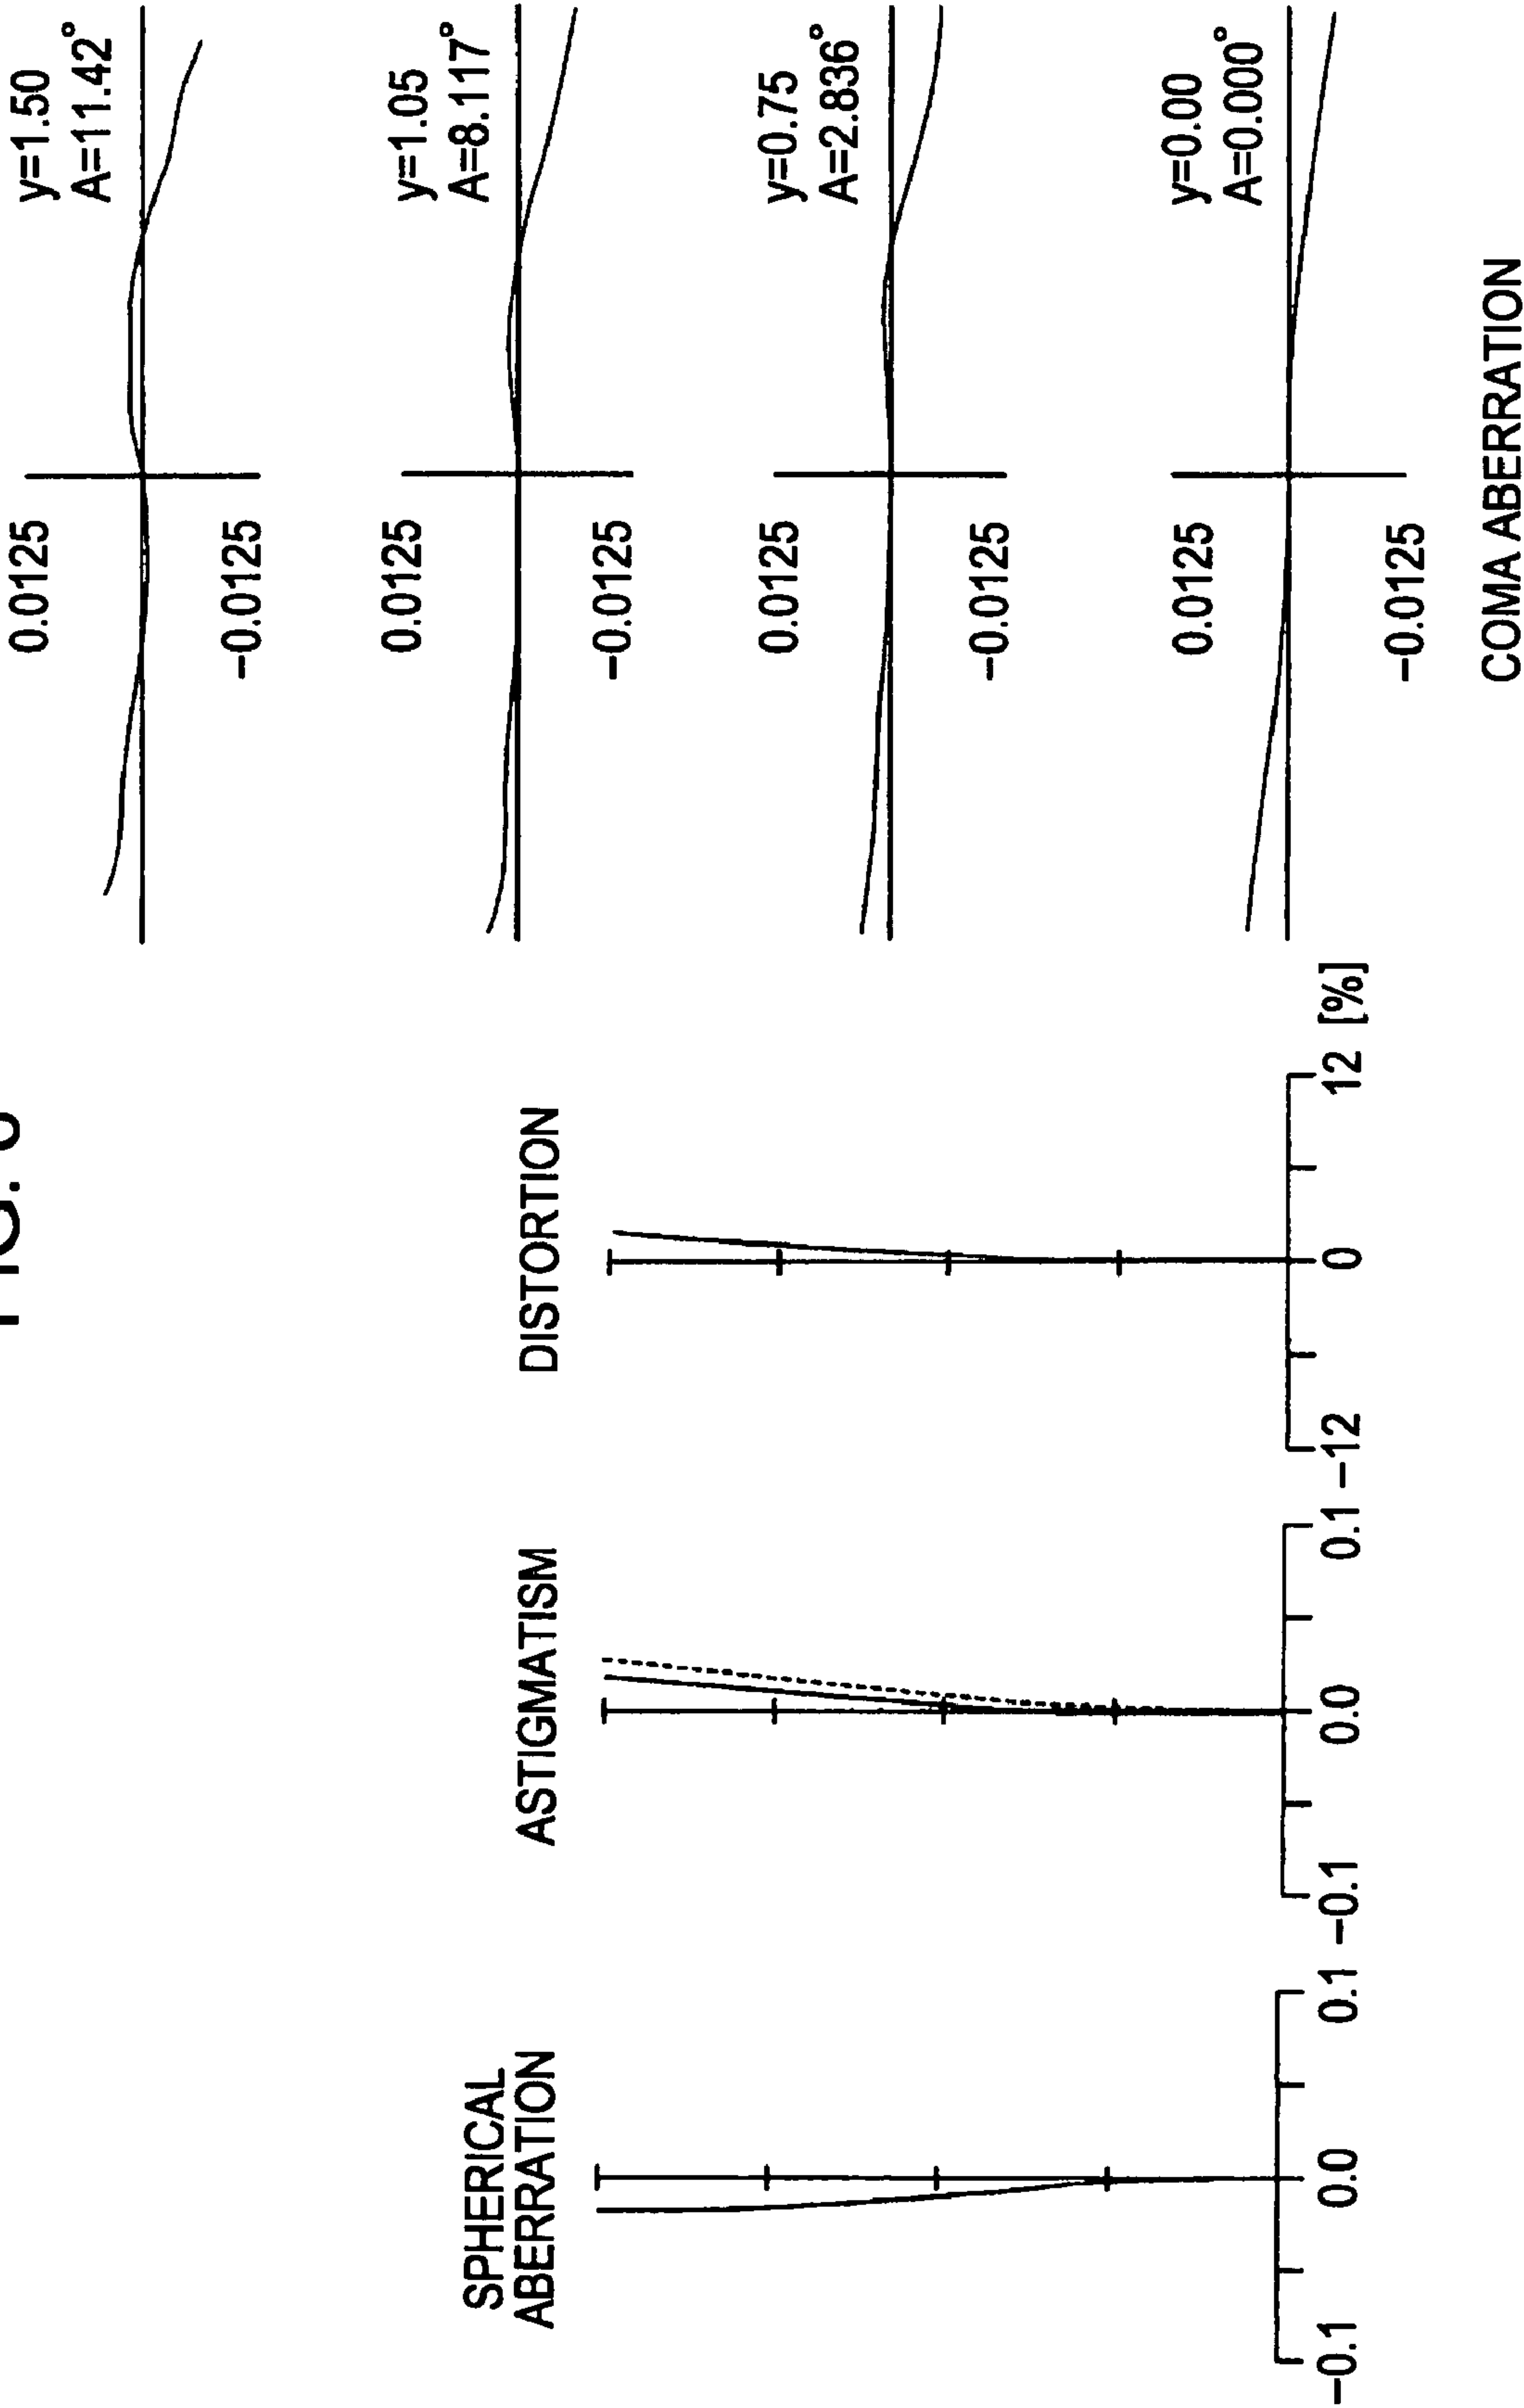 SPHERICAL
ABERRATION
-0.1
0.0
0.1
ASTIGMATISM
-0.1
0.0
0.1
DISTORTION
-12
0
12 [%]
0.0125
-0.0125
y=1.50
A=11.42°
0.0125
-0.0125
y=1.05
A=8.117°
0.0125
-0.0125
y=0.75
A=2.836°
0.0125
-0.0125
y=0.00
A=0.000°
COMA ABERRATION